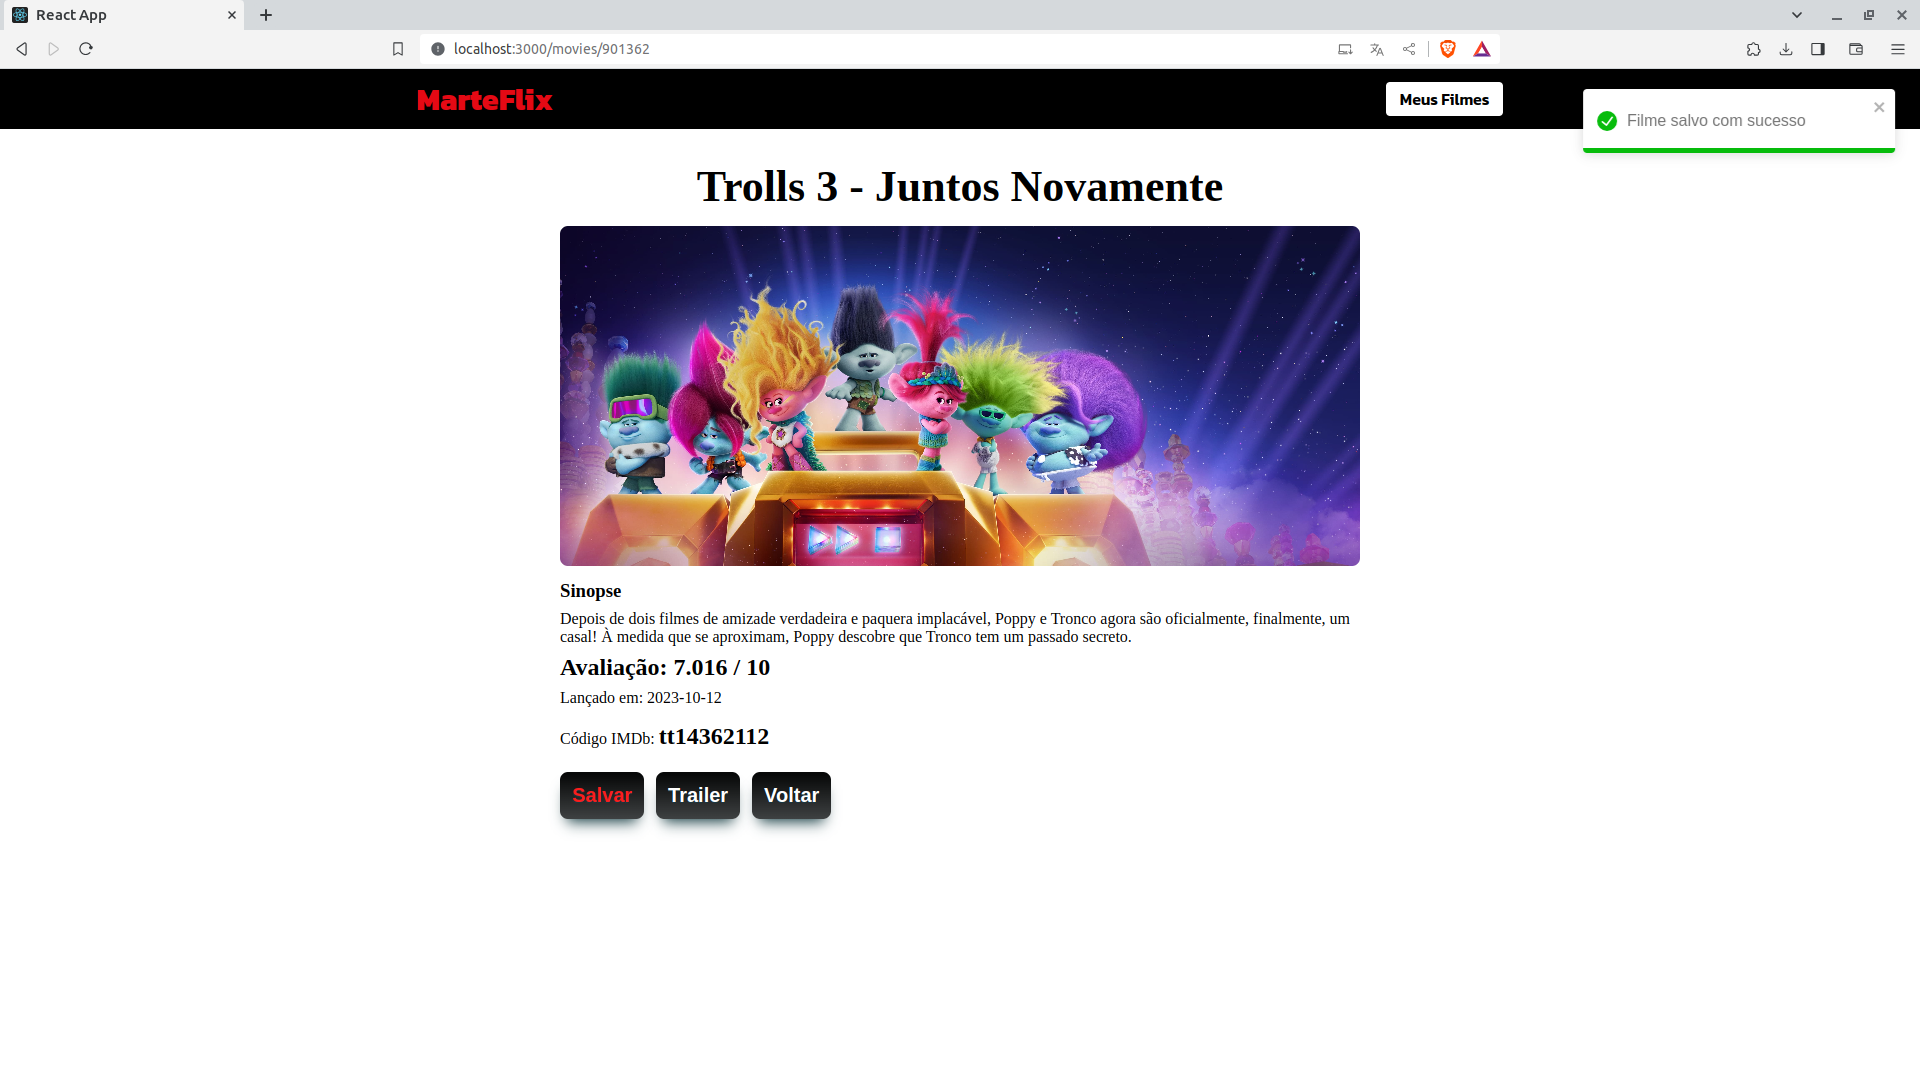 React App
localhost:3000/movies/901362
MarteFlix
Meus Filmes
Filme salvo com sucesso
Trolls 3 - Juntos Novamente
Sinopse
Depois de dois filmes de amizade verdadeira e paquera implacável, Poppy e Tronco agora são oficialmente, finalmente, um
casal! À medida que se aproximam, Poppy descobre que Tronco tem um passado secreto.
Avaliação: 7.016 / 10
Lançado em: 2023-10-12
Código IMDb: tt14362112
Salvar Trailer Voltar